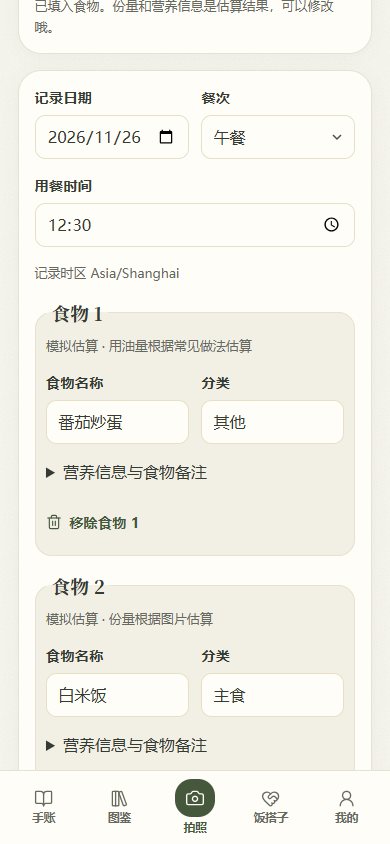 已填入食物。份量和营养信息是估算结果，可以修改
哦。
记录日期 餐次
2026/11/26 午餐
用餐时间
12:30
记录时区 Asia/Shanghai
食物 1
模拟估算 · 用油量根据常见做法估算
食物名称 分类
番茄炒蛋 其他
营养信息与食物备注
移除食物 1
食物 2
模拟估算 · 份量根据图片估算
食物名称 分类
白米饭 主食
营养信息与食物备注
手账 图鉴 拍照 饭搭子 我的